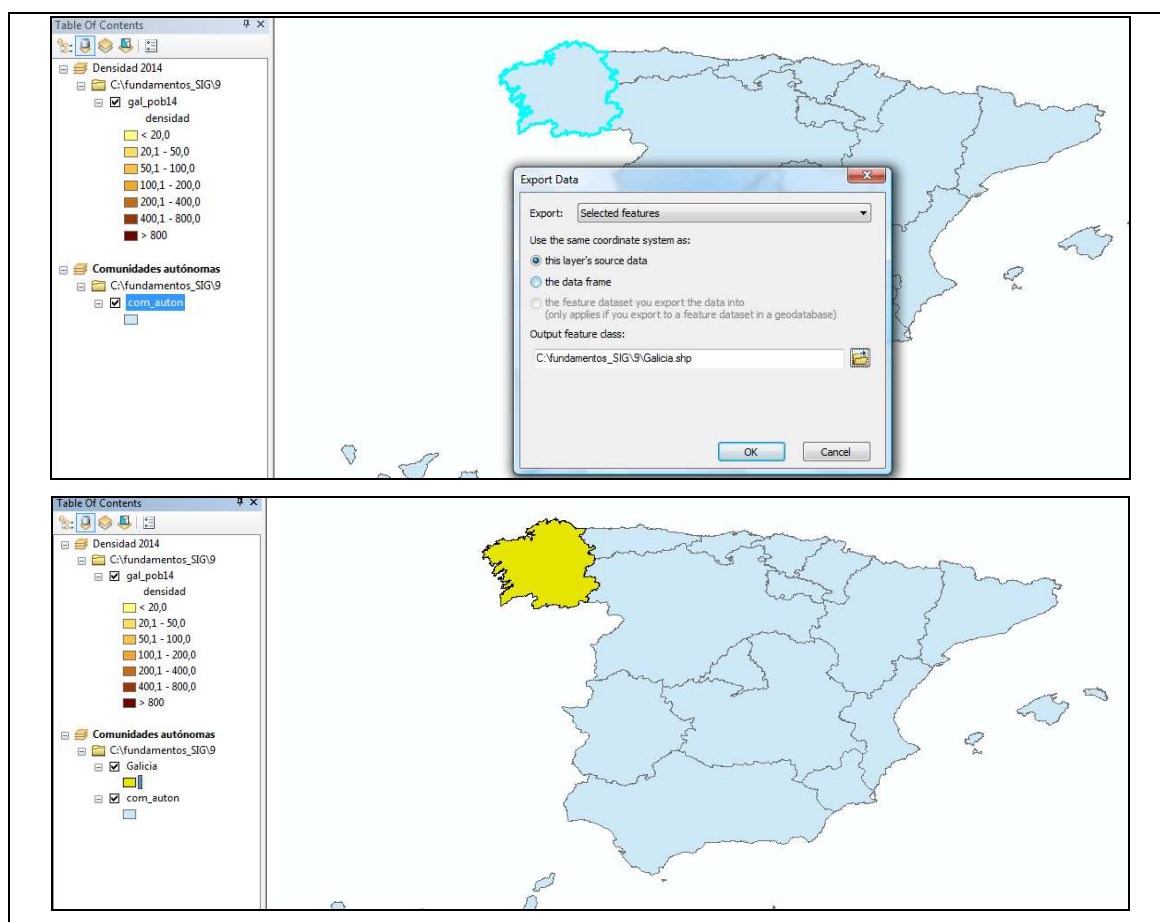 Table Of Contents
Densidad 2014
C:\fundamentos_SIG\9
gal_pob14
densidad
< 20,0
20,1 - 50,0
50,1 - 100,0
100,1 - 200,0
200,1 - 400,0
400,1 - 800,0
> 800
Comunidades autónomas
C:\fundamentos_SIG\9
com_auton
Export Data
Export: Selected features
Use the same coordinate system as:
this layer's source data
the data frame
the feature dataset you export the data into
(only applies if you export to a feature dataset in a geodatabase)
Output feature class:
C:\fundamentos_SIG\9\Galicia.shp
OK Cancel
Table Of Contents
Densidad 2014
C:\fundamentos_SIG\9
gal_pob14
densidad
< 20,0
20,1 - 50,0
50,1 - 100,0
100,1 - 200,0
200,1 - 400,0
400,1 - 800,0
> 800
Comunidades autónomas
C:\fundamentos_SIG\9
Galicia
com_auton